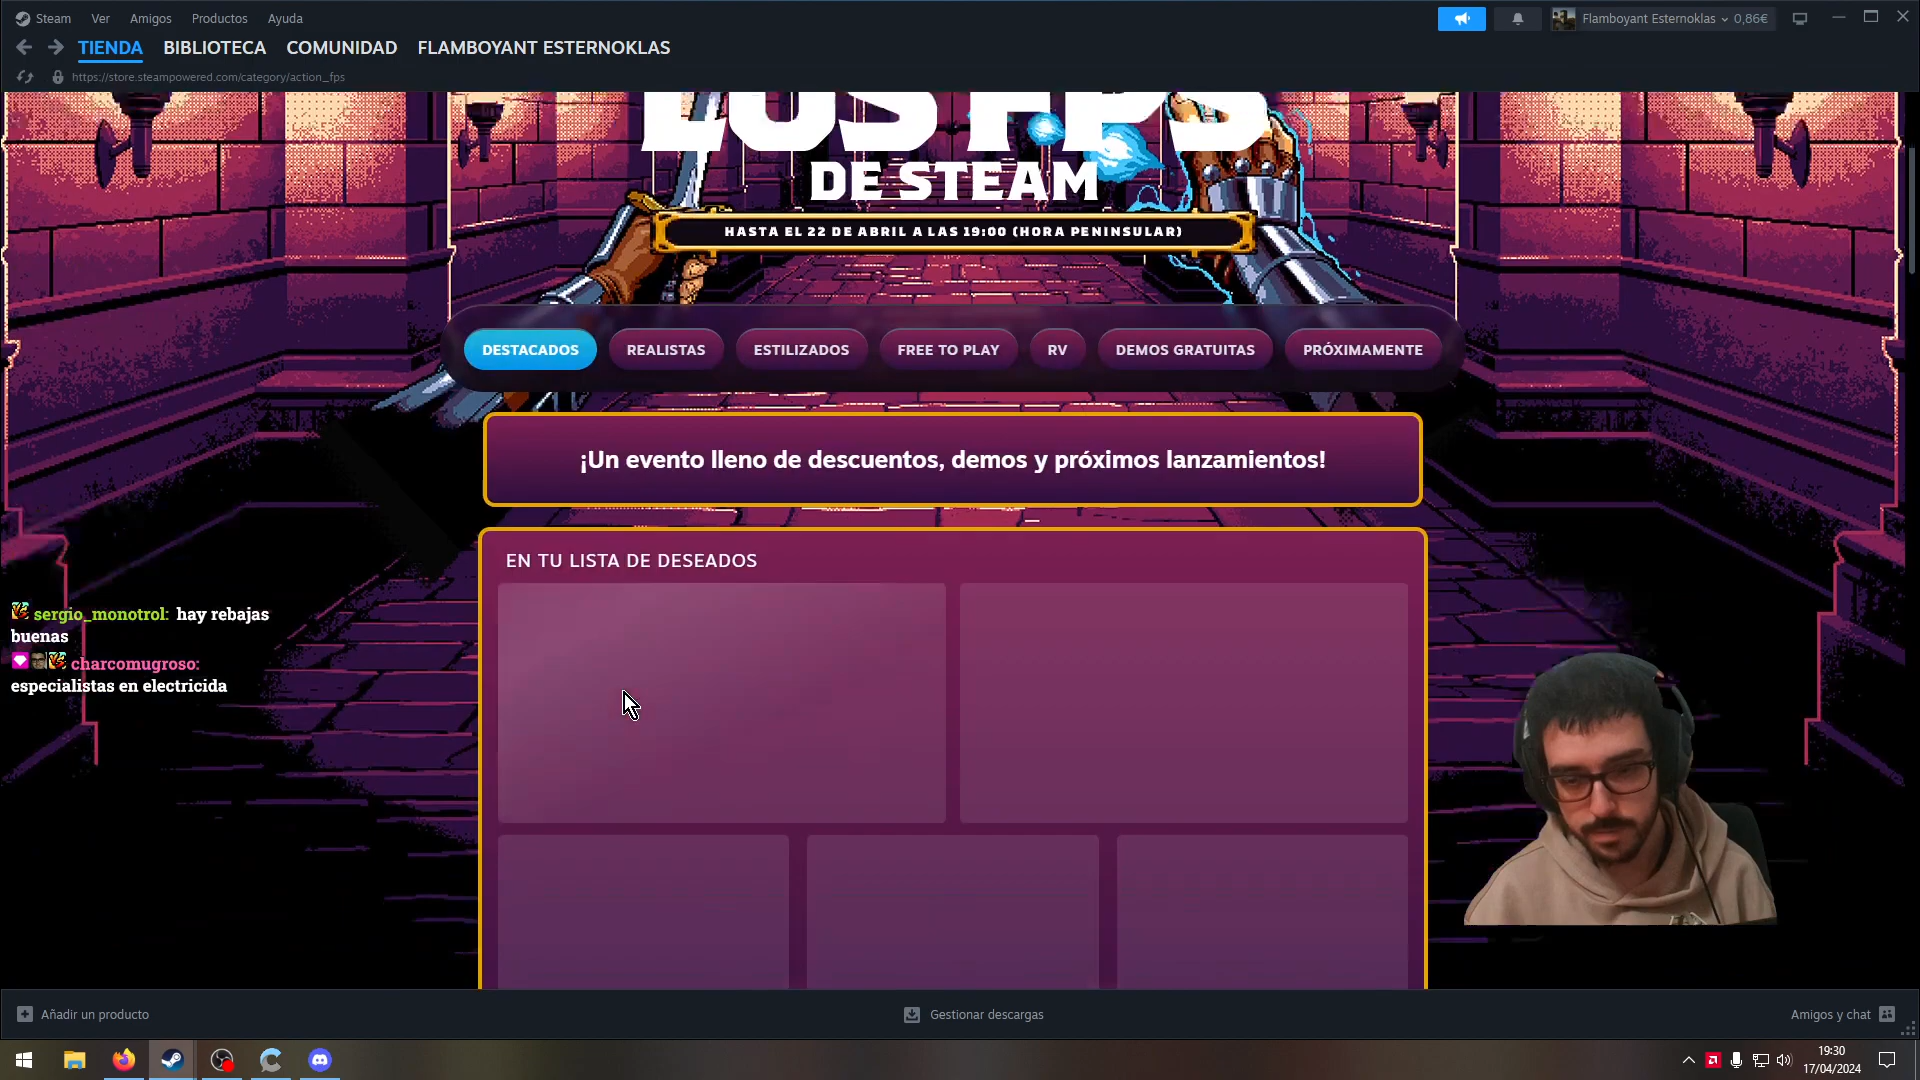 Steam Ver Amigos Productos Ayuda
Flamboyant Esternoklas 0,86€
TIENDA BIBLIOTECA COMUNIDAD FLAMBOYANT ESTERNOKLAS
https://store.steampowered.com/category/action_fps
LOS FPS
DE STEAM
HASTA EL 22 DE ABRIL A LAS 19:00 (HORA PENINSULAR)
DESTACADOS REALISTAS ESTILIZADOS FREE TO PLAY RV DEMOS GRATUITAS PRÓXIMAMENTE
¡Un evento lleno de descuentos, demos y próximos lanzamientos!
EN TU LISTA DE DESEADOS
sergio_monotrol: hay rebajas
buenas
charcomugroso:
especialistas en electricida
Añadir un producto Gestionar descargas Amigos y chat
19:30
17/04/2024